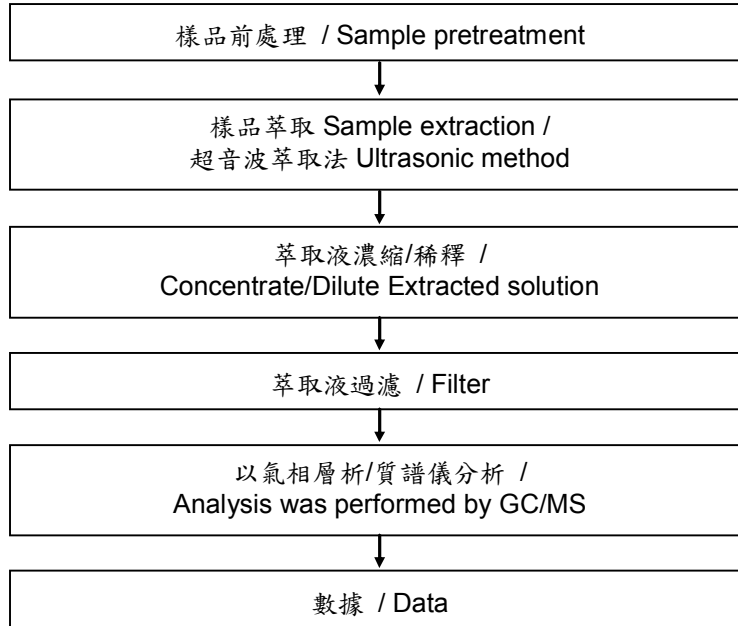 樣品前處理 / Sample pretreatment
樣品萃取 Sample extraction /
超音波萃取法 Ultrasonic method
萃取液濃縮/稀釋 /
Concentrate/Dilute Extracted solution
萃取液過濾 / Filter
以氣相層析/質譜儀分析 /
Analysis was performed by GC/MS
數據 / Data